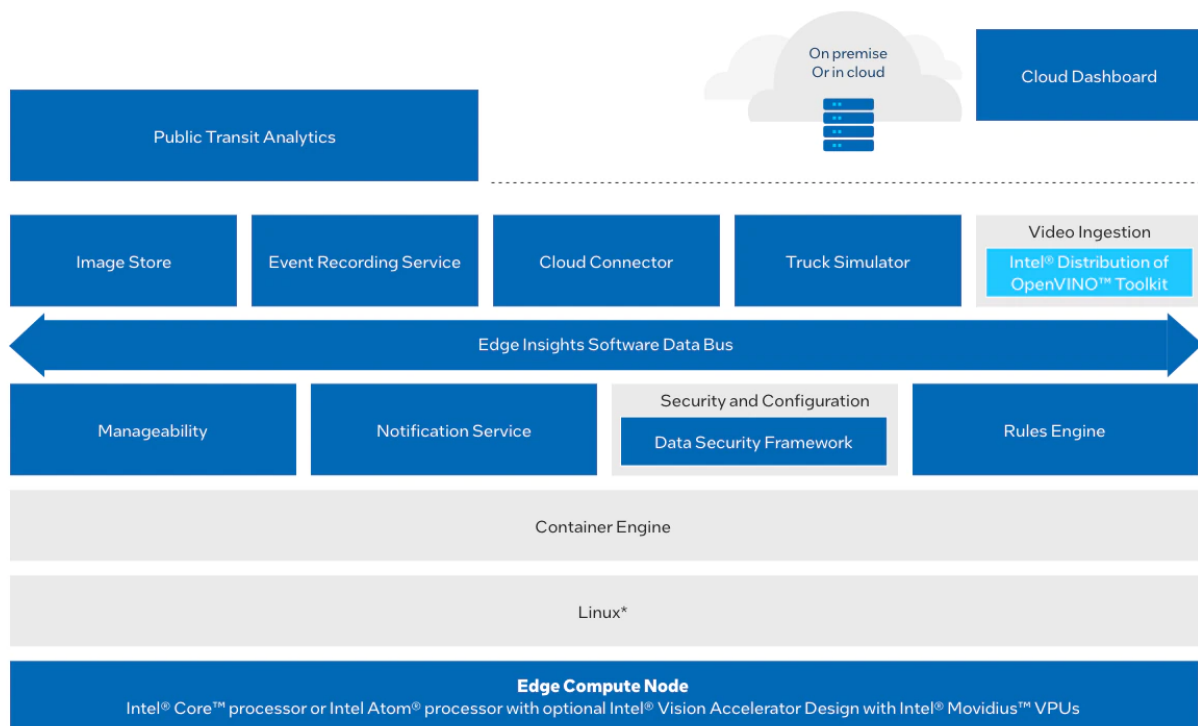 On premise
Or in cloud
Cloud Dashboard
Public Transit Analytics
Image Store
Event Recording Service
Cloud Connector
Truck Simulator
Video Ingestion
Intel® Distribution of
OpenVINO™ Toolkit
Edge Insights Software Data Bus
Manageability
Notification Service
Security and Configuration
Data Security Framework
Rules Engine
Container Engine
Linux*
Edge Compute Node
Intel® Core™ processor or Intel Atom® processor with optional Intel® Vision Accelerator Design with Intel® Movidius™ VPUs